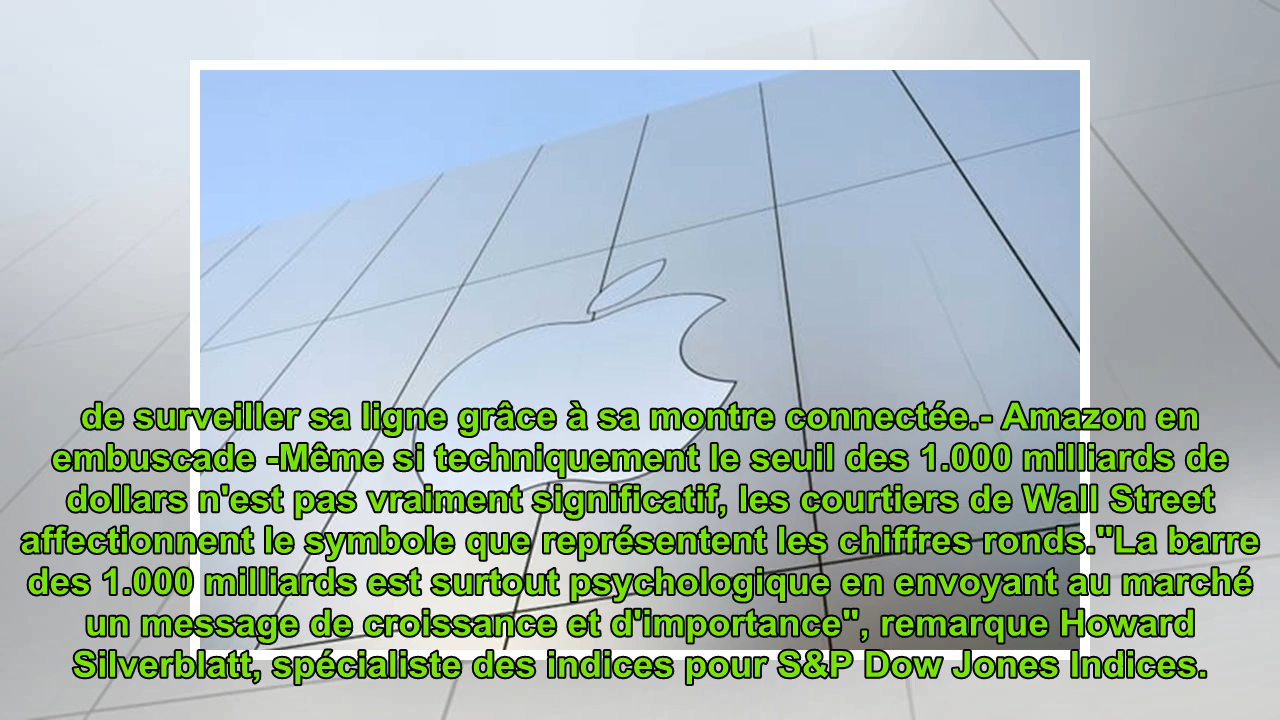 de surveiller sa ligne grâce à sa montre connectée.- Amazon en
embuscade -Même si techniquement le seuil des 1.000 milliards de
dollars n'est pas vraiment significatif, les courtiers de Wall Street
affectionnent le symbole que représentent les chiffres ronds."La barre
des 1.000 milliards est surtout psychologique en envoyant au marché
un message de croissance et d'importance", remarque Howard
Silverblatt, spécialiste des indices pour S&P Dow Jones Indices.